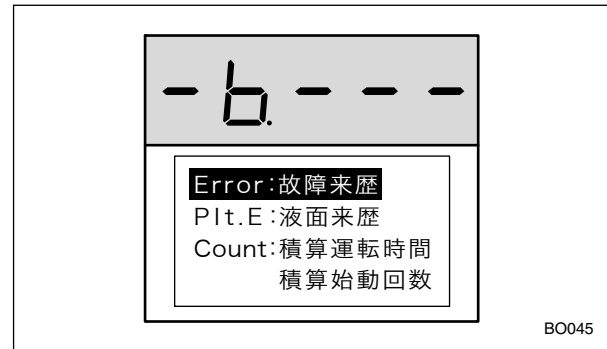 -b.---
Error:故障来歴
Plt.E:液面来歴
Count:積算運転時間
積算始動回数
BO045